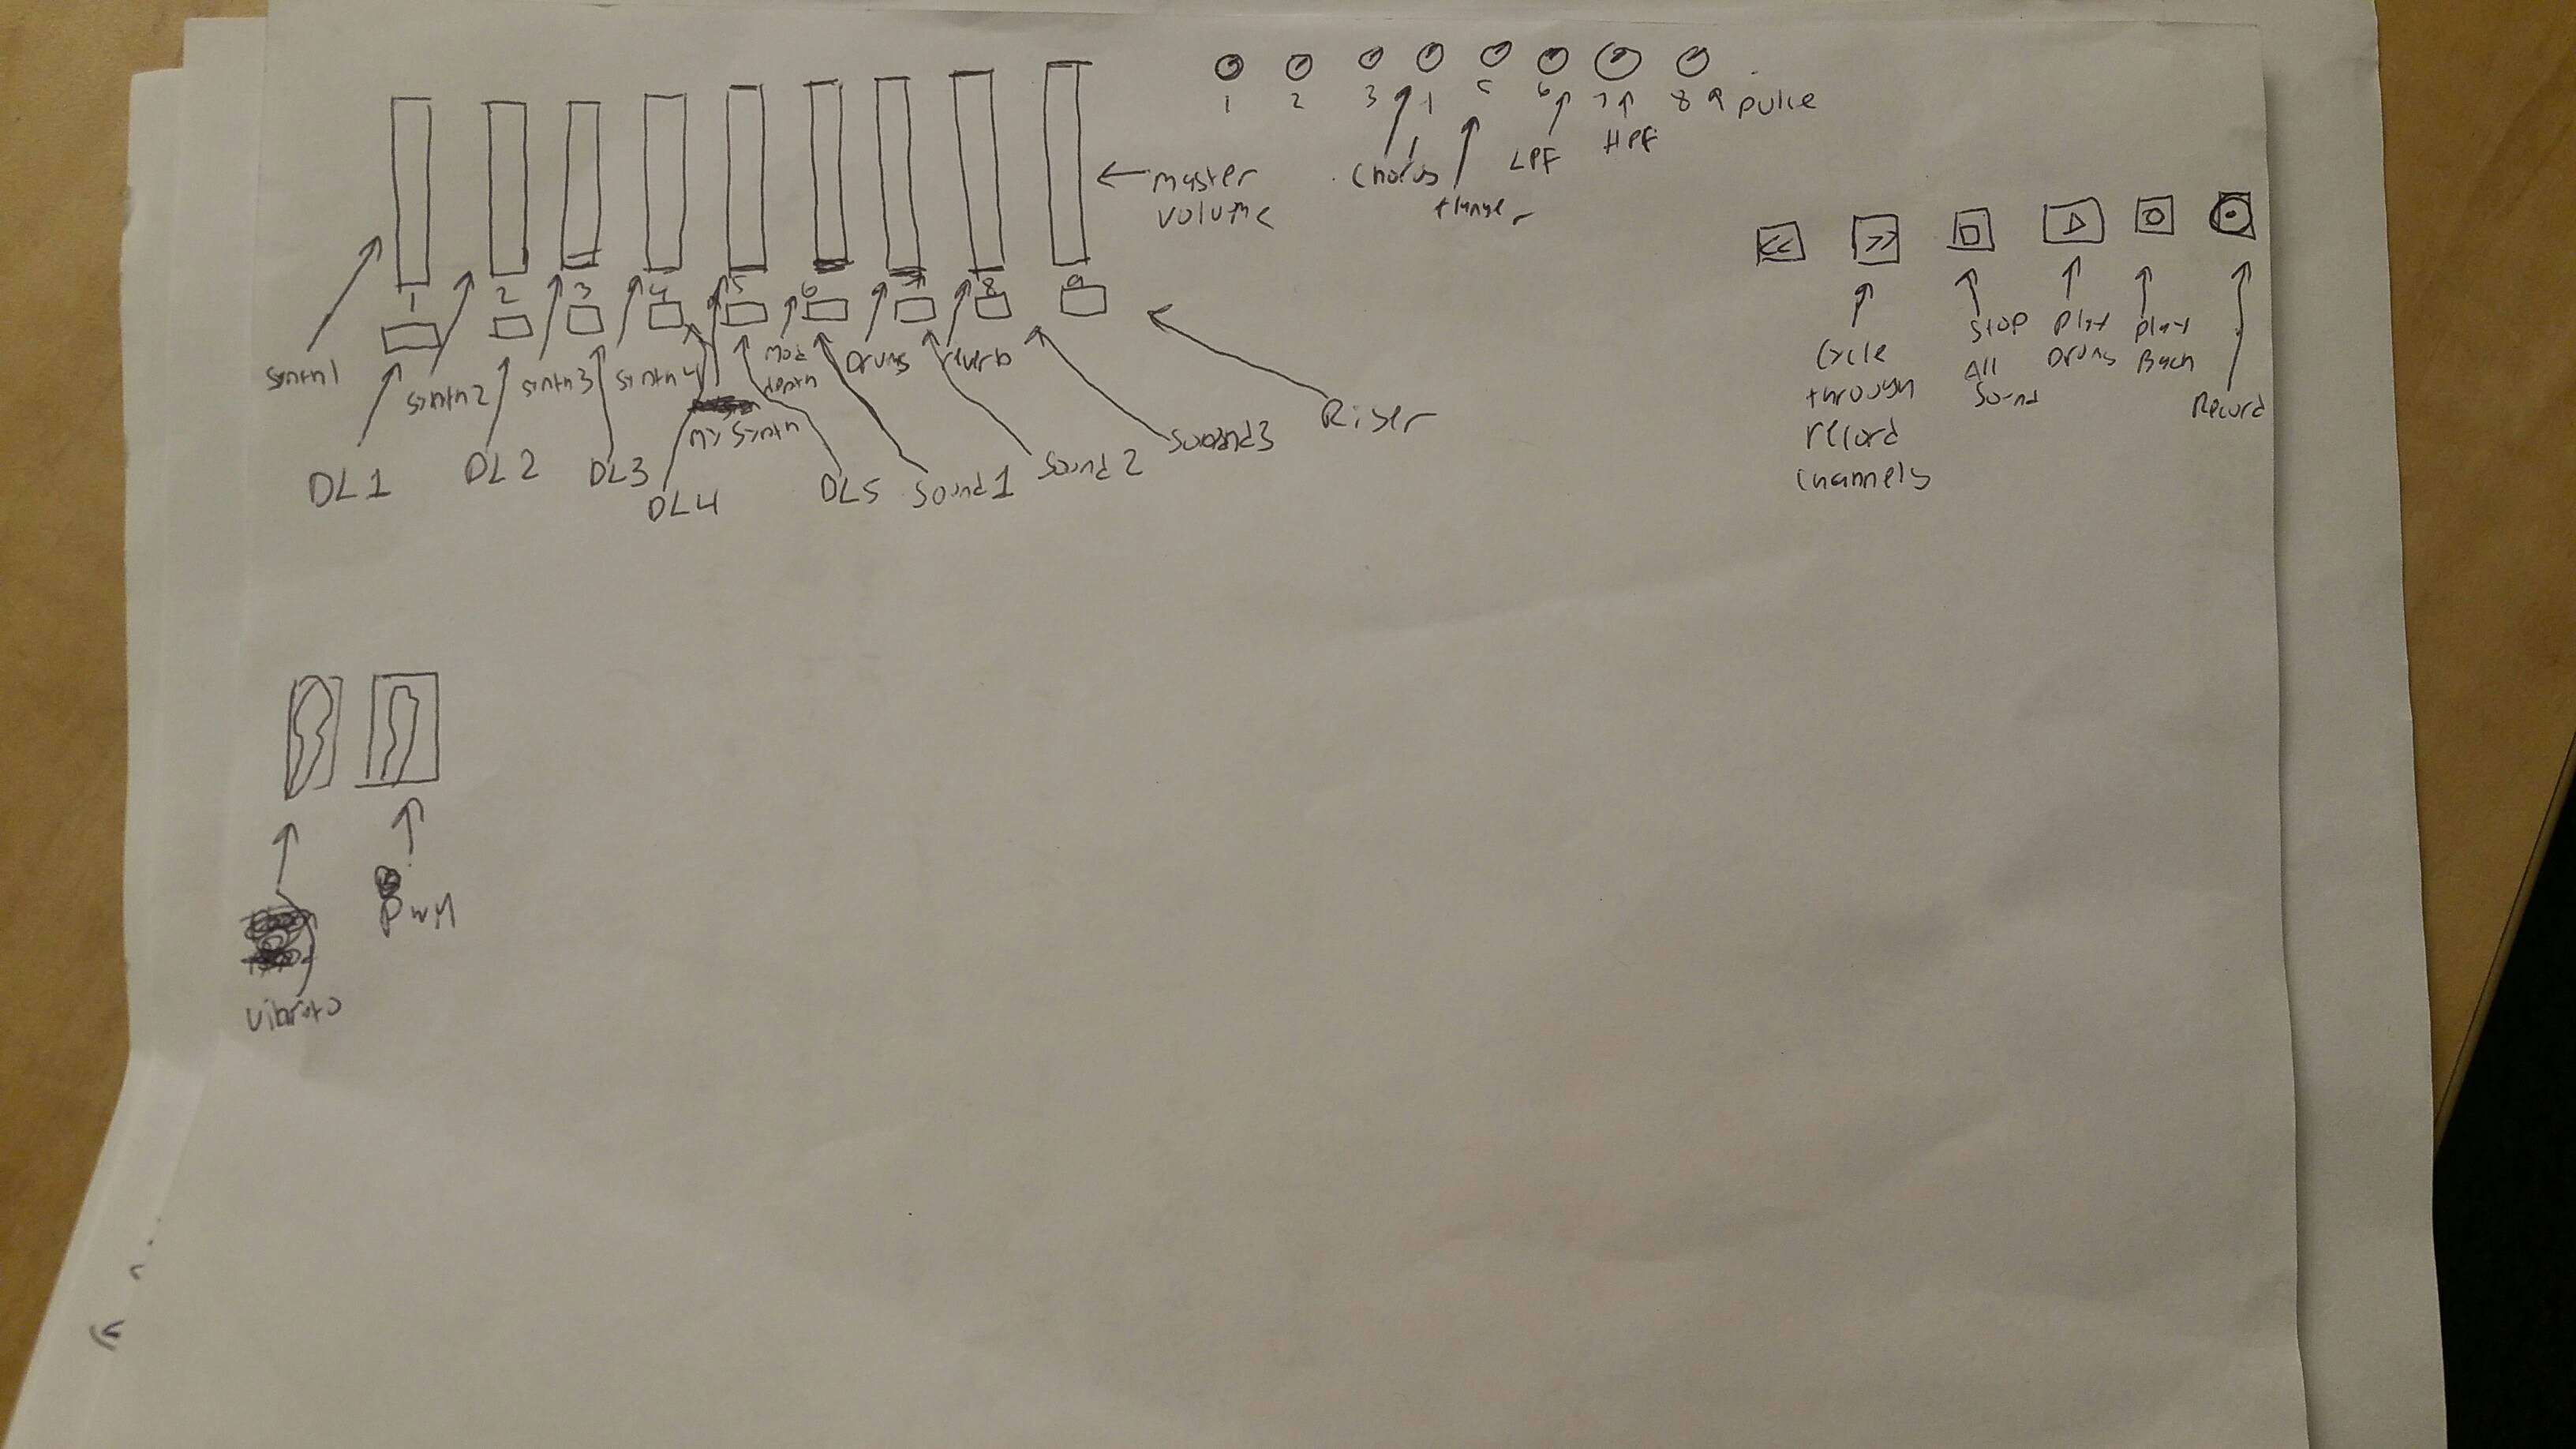 1 2 3 1 5 6 7 8 pulse
chorus
flanger
LPF
HPF
master
volume
<< >>
1 2 3 4 5 6 7 8 9
synth1
synth2
synth3
synth4
my synth
mod
depth
Drums
reverb
DL1
DL2
DL3
DL4
DL5
Sound1
Sound 2
Sound3
Riser
Cycle
through
record
channels
Stop
All
Sound
Play
Drums
Play
Back
Record
PWM
Vibrato